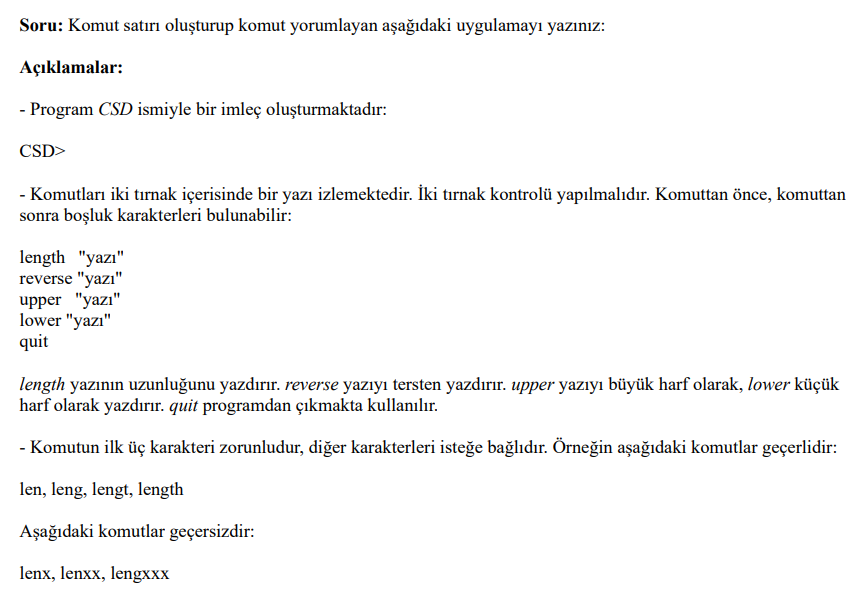 Soru: Komut satırı oluşturup komut yorumlayan aşağıdaki uygulamayı yazınız:
Açıklamalar:
- Program CSD ismiyle bir imleç oluşturmaktadır:
CSD>
- Komutları iki tırnak içerisinde bir yazı izlemektedir. İki tırnak kontrolü yapılmalıdır. Komuttan önce, komuttan
sonra boşluk karakterleri bulunabilir:
length   "yazı"
reverse "yazı"
upper   "yazı"
lower "yazı"
quit
length yazının uzunluğunu yazdırır. reverse yazıyı tersten yazdırır. upper yazıyı büyük harf olarak, lower küçük
harf olarak yazdırır. quit programdan çıkmakta kullanılır.
- Komutun ilk üç karakteri zorunludur, diğer karakterleri isteğe bağlıdır. Örneğin aşağıdaki komutlar geçerlidir:
len, leng, lengt, length
Aşağıdaki komutlar geçersizdir:
lenx, lenxx, lengxxx